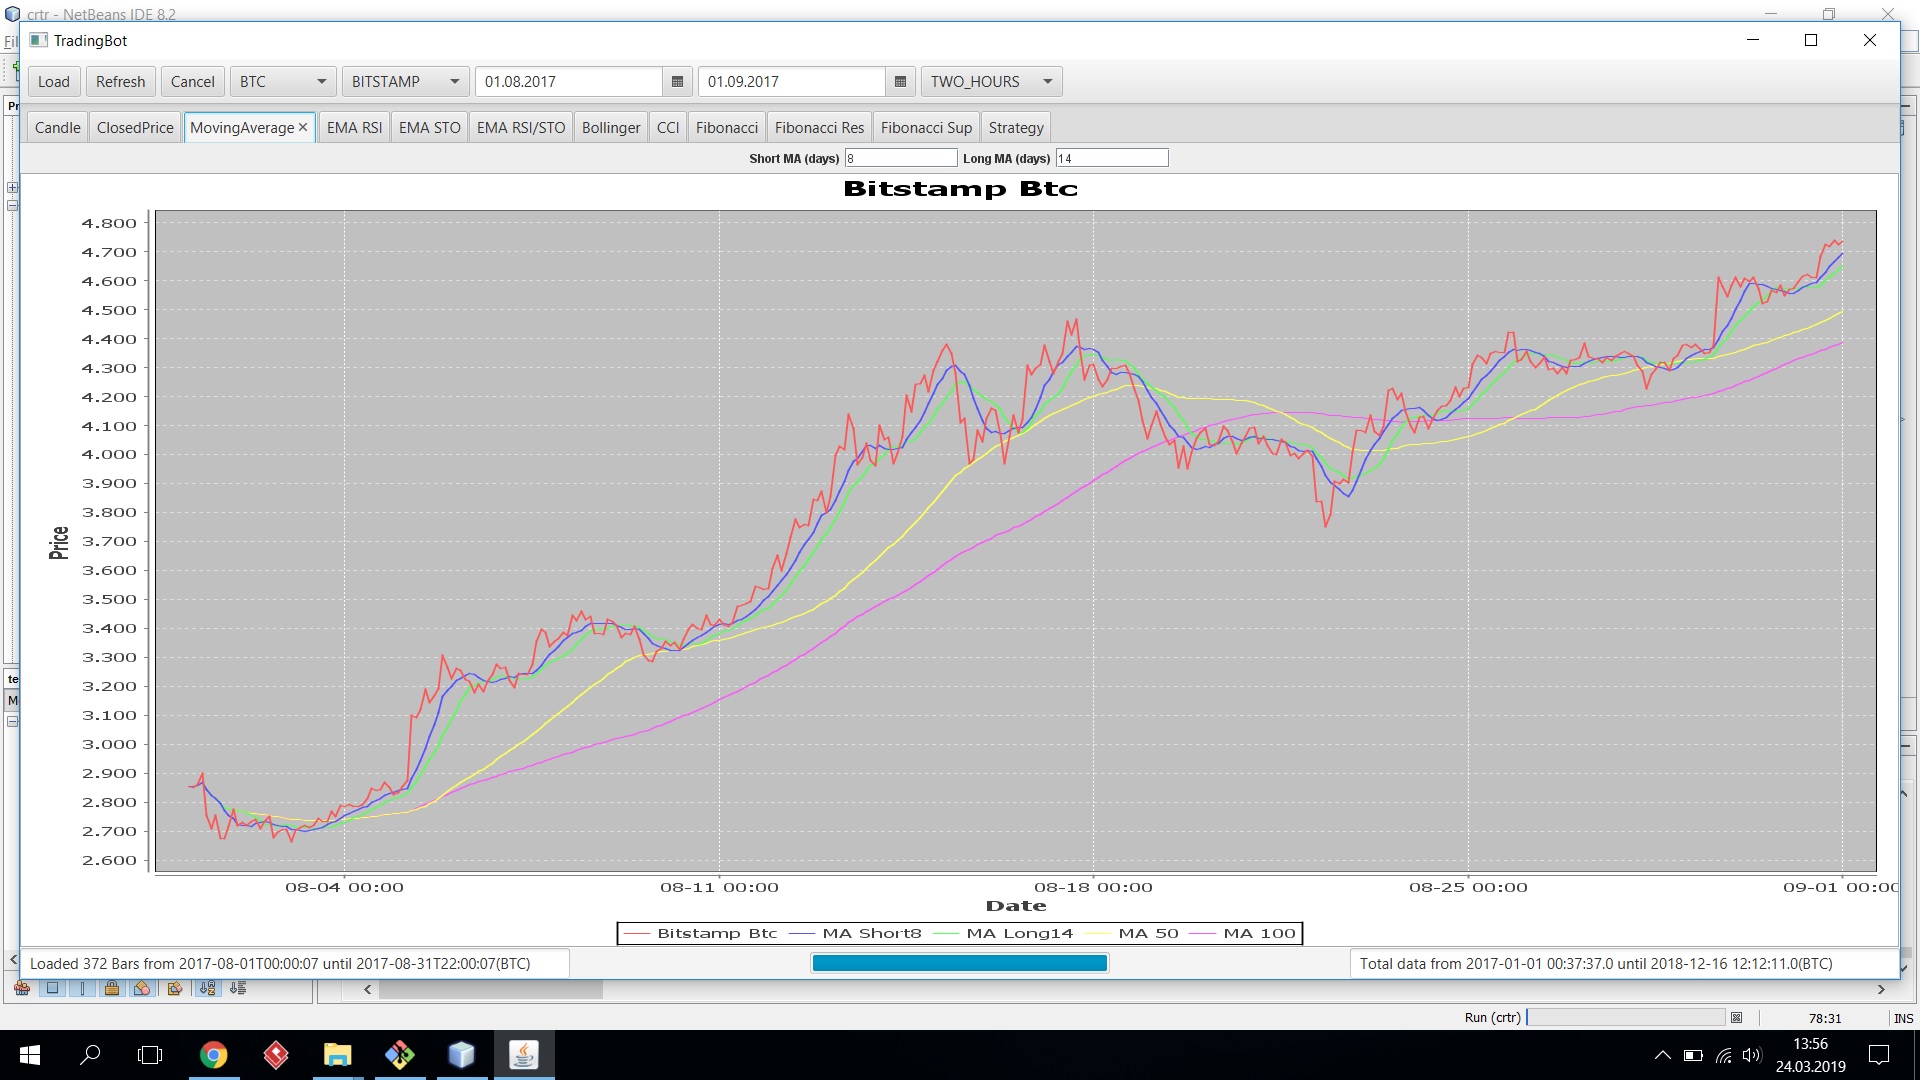 crtr - NetBeans IDE 8.2
TradingBot
Load Refresh Cancel BTC BITSTAMP 01.08.2017 01.09.2017 TWO_HOURS
Candle ClosedPrice MovingAverage EMA RSI EMA STO EMA RSI/STO Bollinger CCI Fibonacci Fibonacci Res Fibonacci Sup Strategy
Short MA (days) 8 Long MA (days) 14
Bitstamp Btc
4.800
4.700
4.600
4.500
4.400
4.300
4.200
4.100
4.000
3.900
3.800
3.700
3.600
3.500
3.400
3.300
3.200
3.100
3.000
2.900
2.800
2.700
2.600
Price
08-04 00:00 08-11 00:00 08-18 00:00 08-25 00:00 09-01 00:00
Date
Bitstamp Btc MA Short8 MA Long14 MA 50 MA 100
Loaded 372 Bars from 2017-08-01T00:00:07 until 2017-08-31T22:00:07(BTC) Total data from 2017-01-01 00:37:37.0 until 2018-12-16 12:12:11.0(BTC)
Run (crtr) 78:31 INS
13:56
24.03.2019